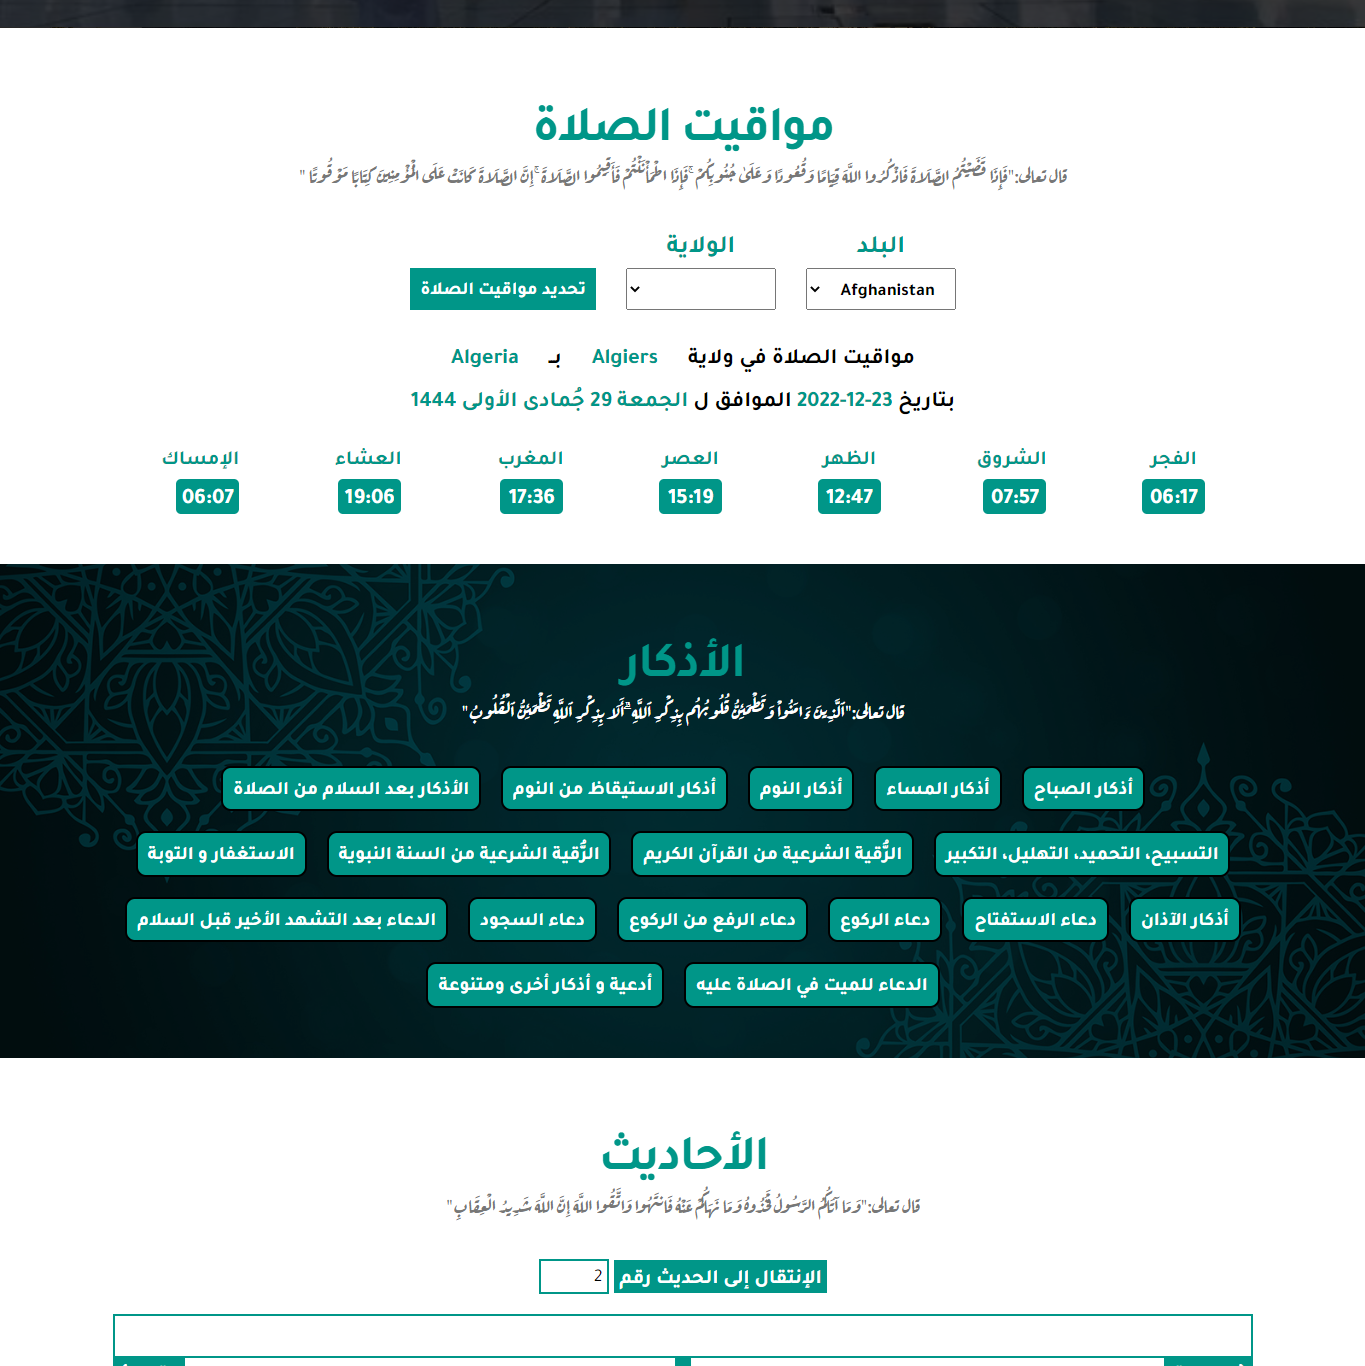 مواقيت الصلاة
قال تعالى:"فَإِذَا قَضَيْتُمُ الصَّلَاةَ فَاذْكُرُوا اللَّهَ قِيَامًا وَقُعُودًا وَعَلَىٰ جُنُوبِكُمْ ۚ فَإِذَا اطْمَأْنَنْتُمْ فَأَقِيمُوا الصَّلَاةَ ۚ إِنَّ الصَّلَاةَ كَانَتْ عَلَى الْمُؤْمِنِينَ كِتَابًا مَوْقُوتًا "
البلد الولاية
Afghanistan تحديد مواقيت الصلاة
مواقيت الصلاة في ولاية Algiers بـ Algeria
بتاريخ 23-12-2022 الموافق ل الجمعة 29 جُمادى الأولى 1444
الفجر الشروق الظهر العصر المغرب العشاء الإمساك
06:17 07:57 12:47 15:19 17:36 19:06 06:07
الأذكار
قال تعالى:"ٱلَّذِينَ ءَامَنُوا۟ وَتَطْمَئِنُّ قُلُوبُهُم بِذِكْرِ ٱللَّهِ ۗ أَلَا بِذِكْرِ ٱللَّهِ تَطْمَئِنُّ ٱلْقُلُوبُ"
أذكار الصباح أذكار المساء أذكار النوم أذكار الاستيقاظ من النوم الأذكار بعد السلام من الصلاة
التسبيح، التحميد، التهليل، التكبير الرُّقية الشرعية من القرآن الكريم الرُّقية الشرعية من السنة النبوية الاستغفار و التوبة
أذكار الآذان دعاء الاستفتاح دعاء الركوع دعاء الرفع من الركوع دعاء السجود الدعاء بعد التشهد الأخير قبل السلام
الدعاء للميت في الصلاة عليه أدعية و أذكار أخرى ومتنوعة
الأحاديث
قال تعالى:"وَمَا آتَاكُمُ الرَّسُولُ فَخُذُوهُ وَمَا نَهَاكُمْ عَنْهُ فَانتَهُوا وَاتَّقُوا اللَّهَ إِنَّ اللَّهَ شَدِيدُ الْعِقَابِ"
الإنتقال إلى الحديث رقم 2